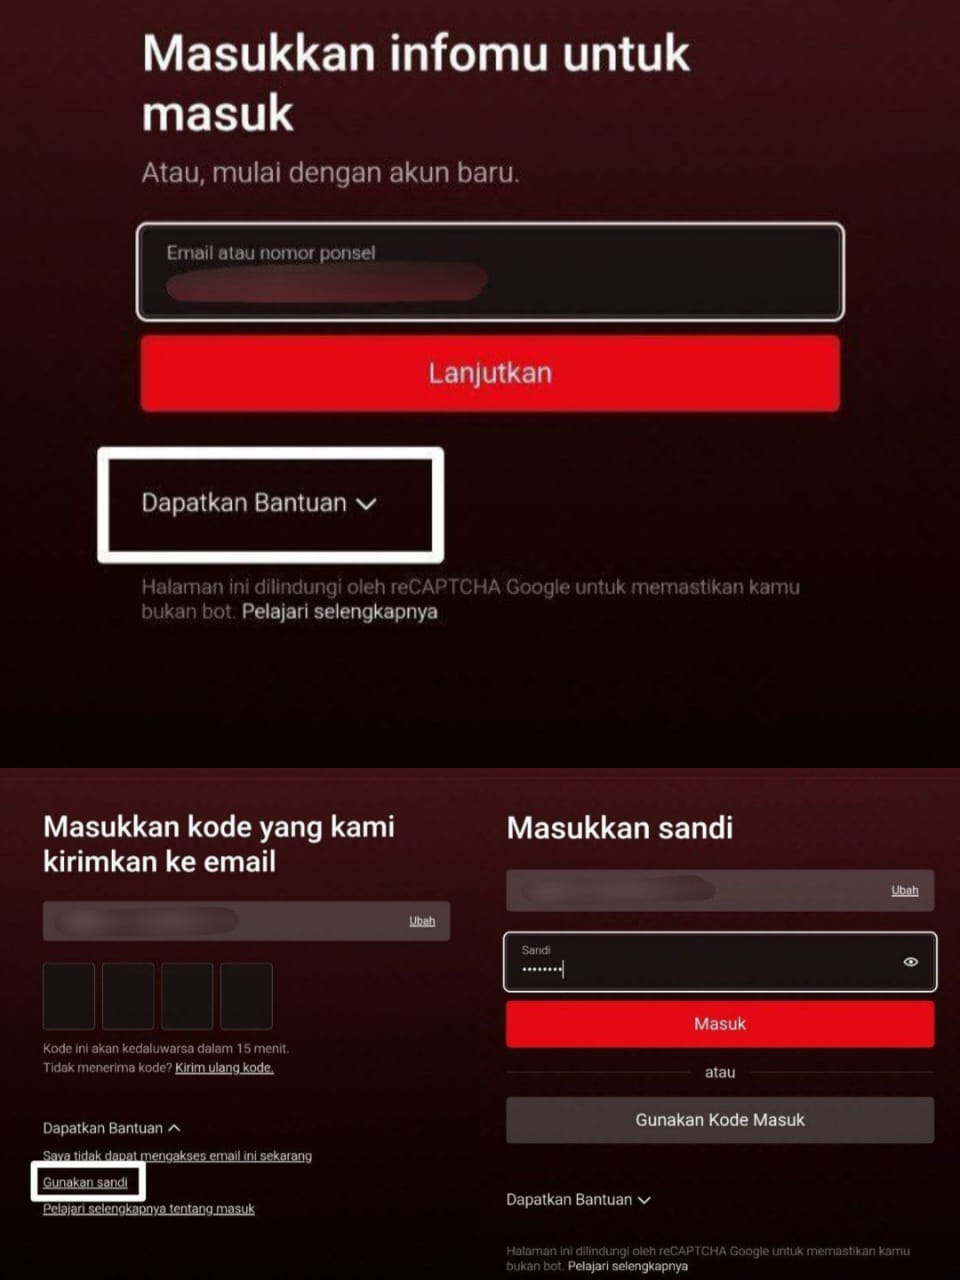 Masukkan infomu untuk
masuk
Atau, mulai dengan akun baru.
Email atau nomor ponsel
Lanjutkan
Dapatkan Bantuan
Halaman ini dilindungi oleh reCAPTCHA Google untuk memastikan kamu
bukan bot. Pelajari selengkapnya
Masukkan kode yang kami
kirimkan ke email
Ubah
Kode ini akan kedaluwarsa dalam 15 menit.
Tidak menerima kode? Kirim ulang kode.
Dapatkan Bantuan
Saya tidak dapat mengakses email ini sekarang
Gunakan sandi
Pelajari selengkapnya tentang masuk
Masukkan sandi
Ubah
Sandi
••••••••
Masuk
atau
Gunakan Kode Masuk
Dapatkan Bantuan
Halaman ini dilindungi oleh reCAPTCHA Google untuk memastikan kamu
bukan bot. Pelajari selengkapnya